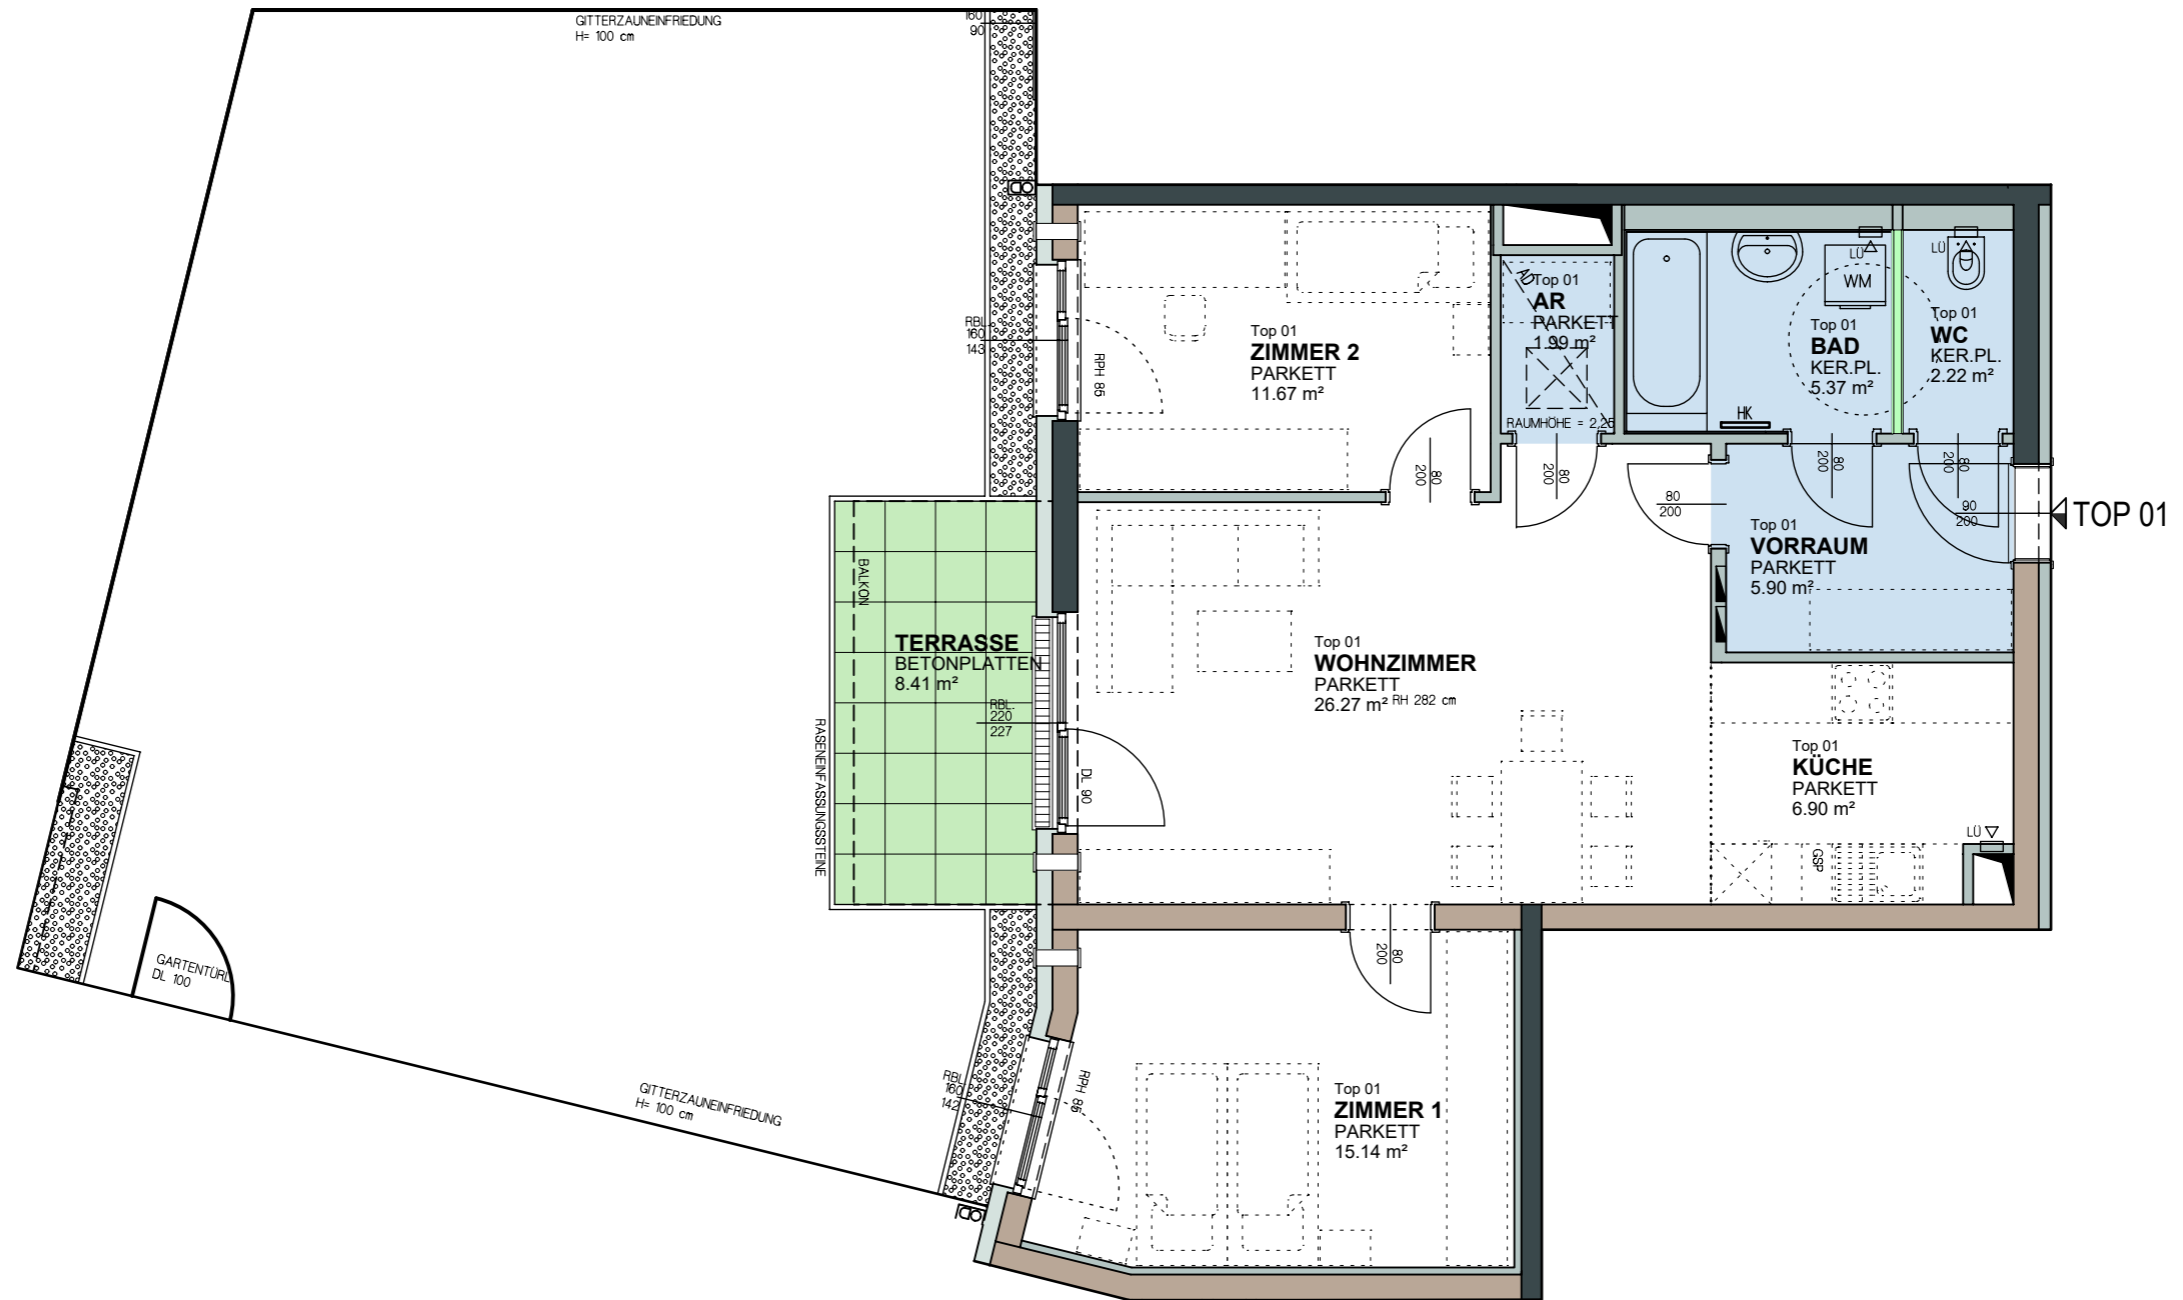 GITTERZAUNEINFRIEDUNG
H= 100 cm
160
90
RBL.
160
143
RPH 85
Top 01
ZIMMER 2
PARKETT
11.67 m²
80
200
AD
Top 01
AR
PARKETT
1.99 m²
RAUMHÖHE = 2,25
80
200
HK
LÜ
WM
Top 01
BAD
KER.PL.
5.37 m²
80
200
LÜ
Top 01
WC
KER.PL.
2.22 m²
80
200
80
200
90
200
TOP 01
Top 01
VORRAUM
PARKETT
5.90 m²
BALKON
TERRASSE
BETONPLATTEN
8.41 m²
RBL.
220
227
DL 90
RASENEINFASSUNGSSTEINE
Top 01
WOHNZIMMER
PARKETT
26.27 m² RH 282 cm
Top 01
KÜCHE
PARKETT
6.90 m²
LÜ
GSP
80
200
GARTENTÜRL
DL 100
GITTERZAUNEINFRIEDUNG
H= 100 cm
RBL.
160
142
RPH 85
Top 01
ZIMMER 1
PARKETT
15.14 m²